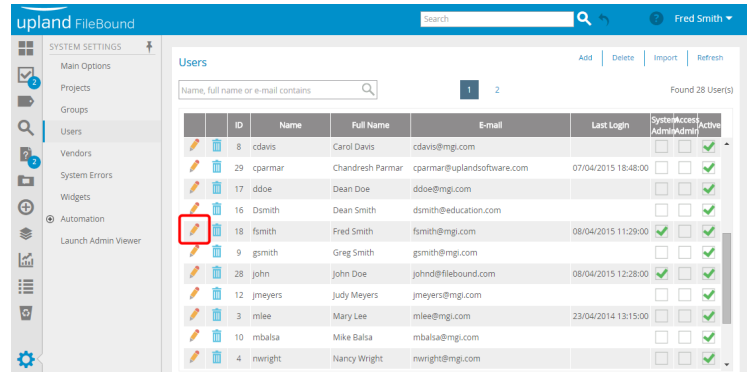 upland FileBound
Search
? Fred Smith
SYSTEM SETTINGS
Main Options
Projects
Groups
Users
Vendors
System Errors
Widgets
Automation
Launch Admin Viewer
2
2
Users
Add Delete Import Refresh
Name, full name or e-mail contains
1 2
Found 28 User(s)
ID Name Full Name E-mail Last Login System Admin Access Admin Active
8 cdavis Carol Davis cdavis@mgi.com
29 cparmar Chandresh Parmar cparmar@uplandsoftware.com 07/04/2015 18:48:00
17 ddoe Dean Doe ddoe@mgi.com
16 Dsmith Dean Smith dsmith@education.com
18 fsmith Fred Smith fsmith@mgi.com 08/04/2015 11:29:00
9 gsmith Greg Smith gsmith@mgi.com
28 john John Doe johnd@filebound.com 08/04/2015 12:28:00
12 jmeyers Judy Meyers jmeyers@mgi.com
3 mlee Mary Lee mlee@mgi.com 23/04/2014 13:15:00
10 mbalsa Mike Balsa mbalsa@mgi.com
4 nwright Nancy Wright nwright@mgi.com